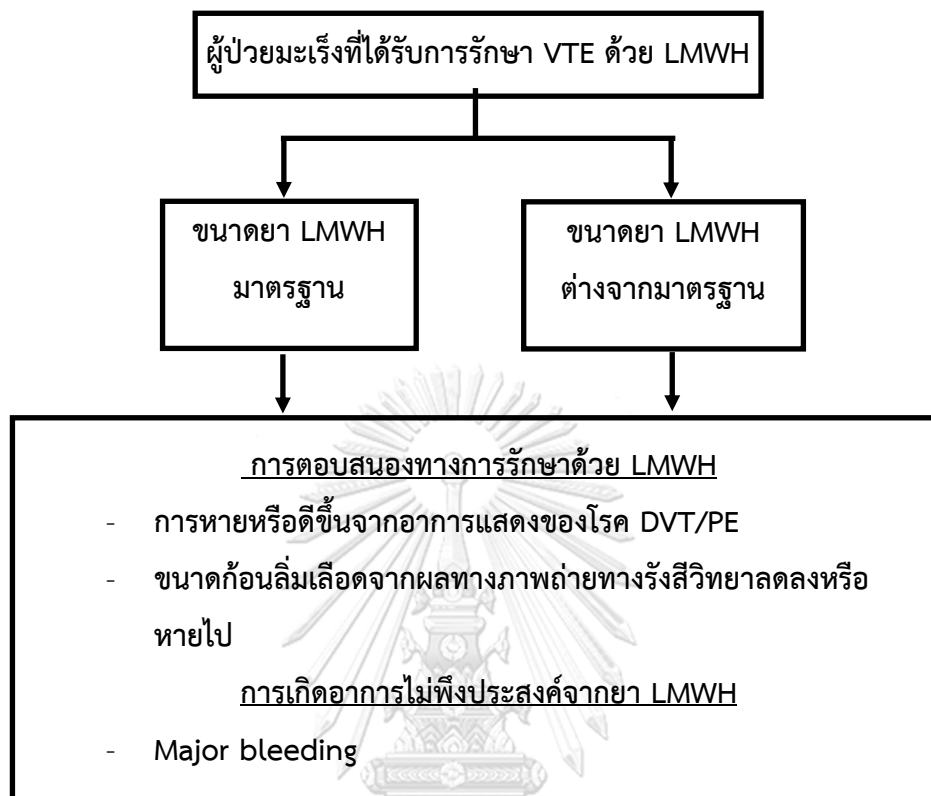 ผู้ป่วยมะเร็งที่ได้รับการรักษา VTE ด้วย LMWH
ขนาดยา LMWH
มาตรฐาน
ขนาดยา LMWH
ต่างจากมาตรฐาน
การตอบสนองทางการรักษาด้วย LMWH
- การหายหรือดีขึ้นจากอาการแสดงของโรค DVT/PE
- ขนาดก้อนลิ่มเลือดจากผลทางภาพถ่ายทางรังสีวิทยาลดลงหรือ
หายไป
การเกิดอาการไม่พึงประสงค์จากยา LMWH
- Major bleeding